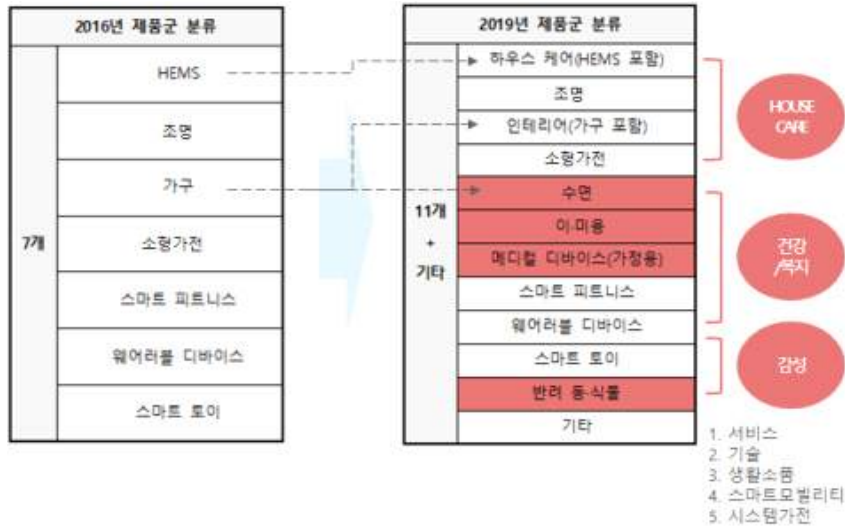 2016년 제품군 분류
7개
HEMS
조명
가구
소형가전
스마트 피트니스
웨어러블 디바이스
스마트 토이
2019년 제품군 분류
11개
+
기타
하우스 케어(HEMS 포함)
조명
인테리어(가구 포함)
소형가전
수면
이·미용
메디컬 디바이스(가정용)
스마트 피트니스
웨어러블 디바이스
스마트 토이
반려 동·식물
기타
HOUSE
CARE
건강
/복지
감성
1. 서비스
2. 기술
3. 생활소품
4. 스마트모빌리티
5. 시스템가전